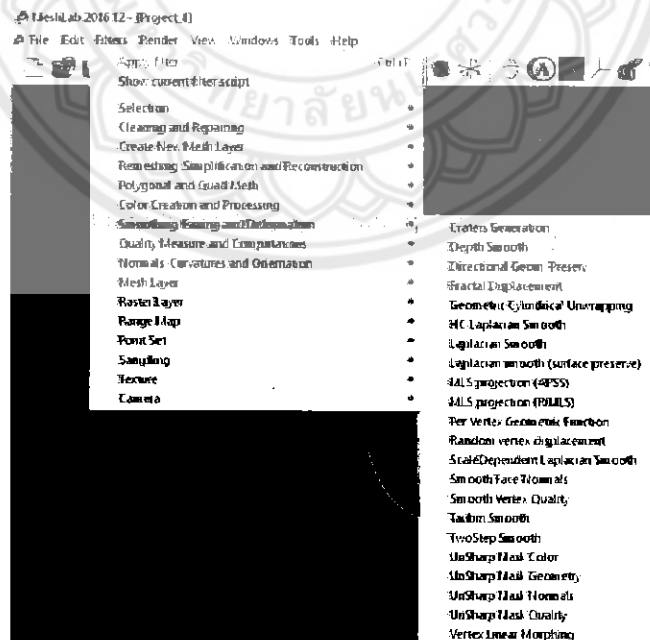 MeshLab 2016.12 - [Project_1]
File Edit Filters Render View Windows Tools Help
Apply filter Ctrl+P
Show current filter script
Selection
Cleaning and Repairing
Create New Mesh Layer
Remeshing, Simplification and Reconstruction
Polygonal and Quad Mesh
Color Creation and Processing
Smoothing, Fairing and Deformation
Quality Measure and Computations
Normals, Curvatures and Orientation
Mesh Layer
Raster Layer
Range Map
Point Set
Sampling
Texture
Camera
Craters Generation
Depth Smooth
Directional Geom. Preserv.
Fractal Displacement
Geometric Cylindrical Unwrapping
HC Laplacian Smooth
Laplacian Smooth
Laplacian smooth (surface preserve)
MLS projection (APSS)
MLS projection (RIMLS)
Per Vertex Geometric Function
Random vertex displacement
ScaleDependent Laplacian Smooth
Smooth Face Normals
Smooth Vertex Quality
Taubin Smooth
TwoStep Smooth
UnSharp Mask Color
UnSharp Mask Geometry
UnSharp Mask Normals
UnSharp Mask Quality
Vertex Linear Morphing